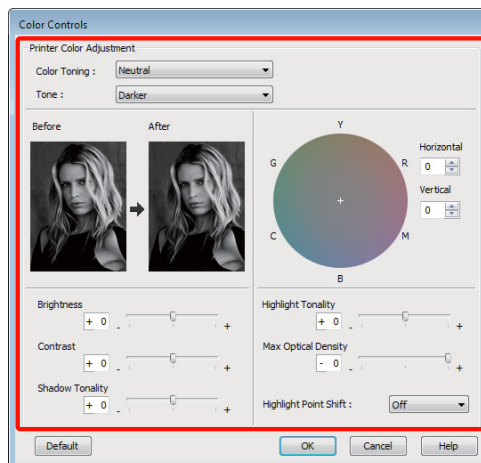 Color Controls
Printer Color Adjustment
Color Toning : Neutral
Tone : Darker
Before After
Y
G R
C M
B
Horizontal
0
Vertical
0
Brightness
+ 0 - +
Contrast
+ 0 - +
Shadow Tonality
+ 0 - +
Highlight Tonality
+ 0 - +
Max Optical Density
- 0 - +
Highlight Point Shift : Off
Default OK Cancel Help